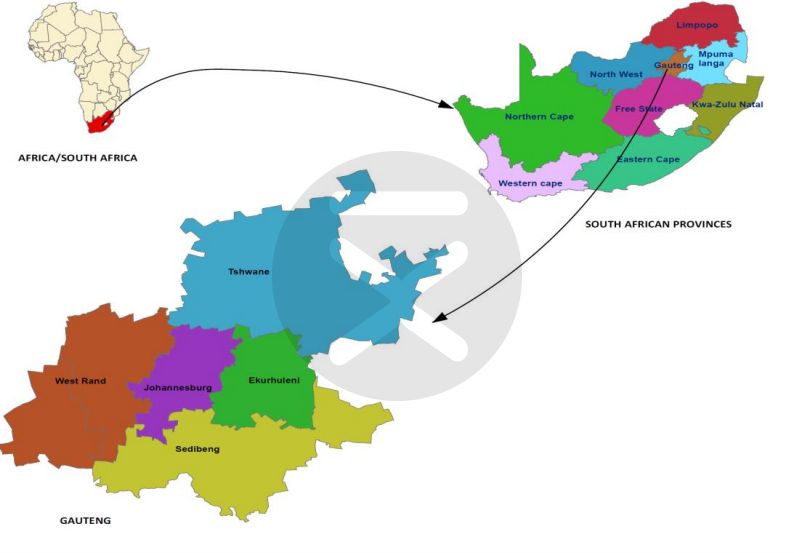 AFRICA/SOUTH AFRICA
Limpopo
Mpuma
langa
Gauteng
North West
Kwa-Zulu Natal
Free State
Northern Cape
Eastern Cape
Western cape
SOUTH AFRICAN PROVINCES
Tshwane
West Rand
Johannesburg
Ekurhuleni
Sedibeng
GAUTENG